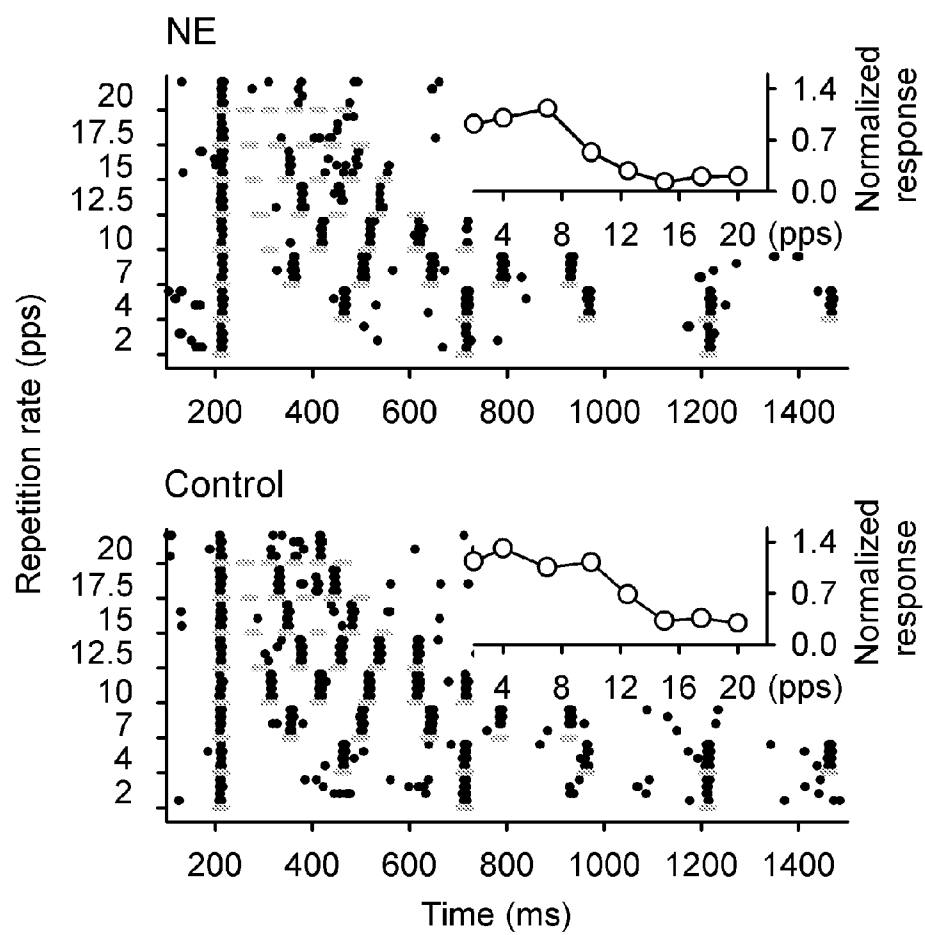 NE
Normalized
response
1.4
0.7
0.0
4 8 12 16 20 (pps)
20
17.5
15
12.5
10
7
4
2
200 400 600 800 1000 1200 1400
Repetition rate (pps)
Control
Normalized
response
1.4
0.7
0.0
4 8 12 16 20 (pps)
20
17.5
15
12.5
10
7
4
2
200 400 600 800 1000 1200 1400
Time (ms)